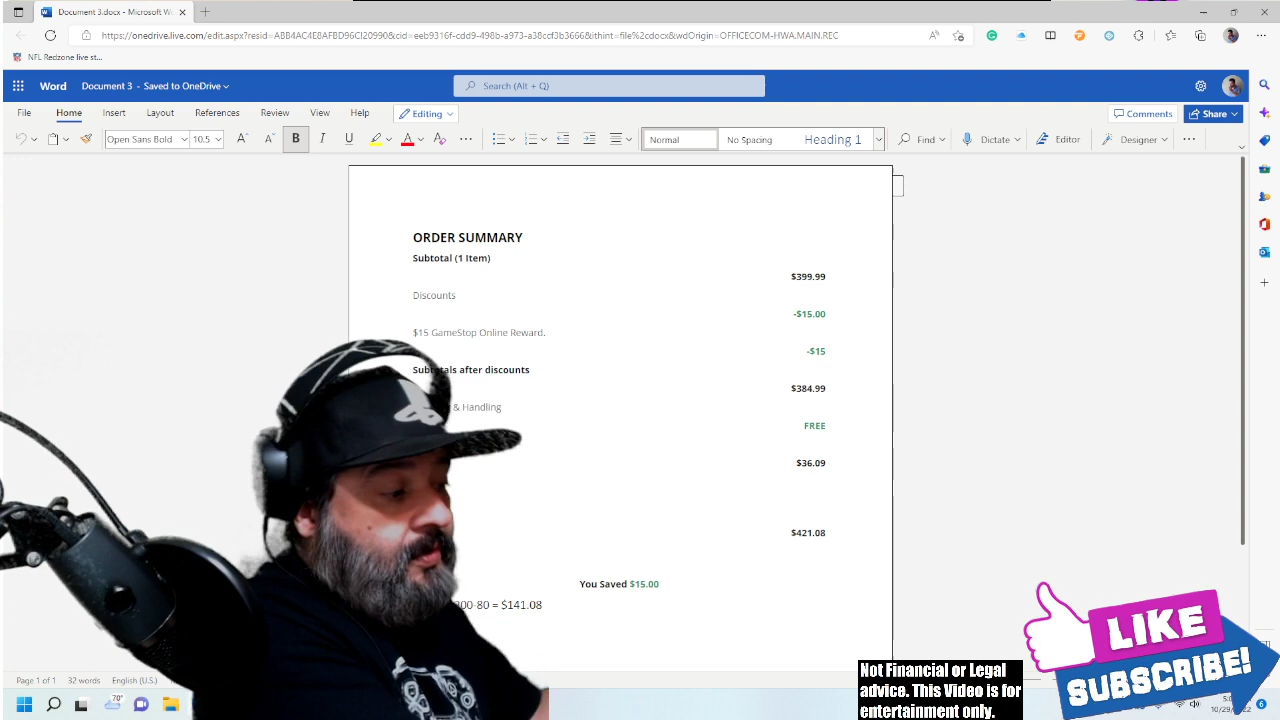 Document 3.docx - Microsoft Wo
https://onedrive.live.com/edit.aspx?resid=ABB4AC4E8AFBD96C!20990&cid=eeb9316f-cdd9-498b-a973-a38ccf3b3666&ithint=file%2cdocx&wdOrigin=OFFICECOM-HWA.MAIN.REC
NFL Redzone live st
Word Document 3 - Saved to OneDrive
Search (Alt + Q)
File Home Insert Layout References Review View Help Editing Comments Share
Open Sans Bold 10.5 B I U Normal No Spacing Heading 1 Find Dictate Editor Designer
ORDER SUMMARY
Subtotal (1 Item)
$399.99
Discounts
-$15.00
$15 GameStop Online Reward.
-$15
Subtotals after discounts
$384.99
& Handling
FREE
$36.09
$421.08
You Saved $15.00
-80 = $141.08
LIKE
SUBSCRIBE!
Not Financial or Legal
advice. This Video is for
entertainment only.
Page 1 of 1 32 words English (U.S.)
70°